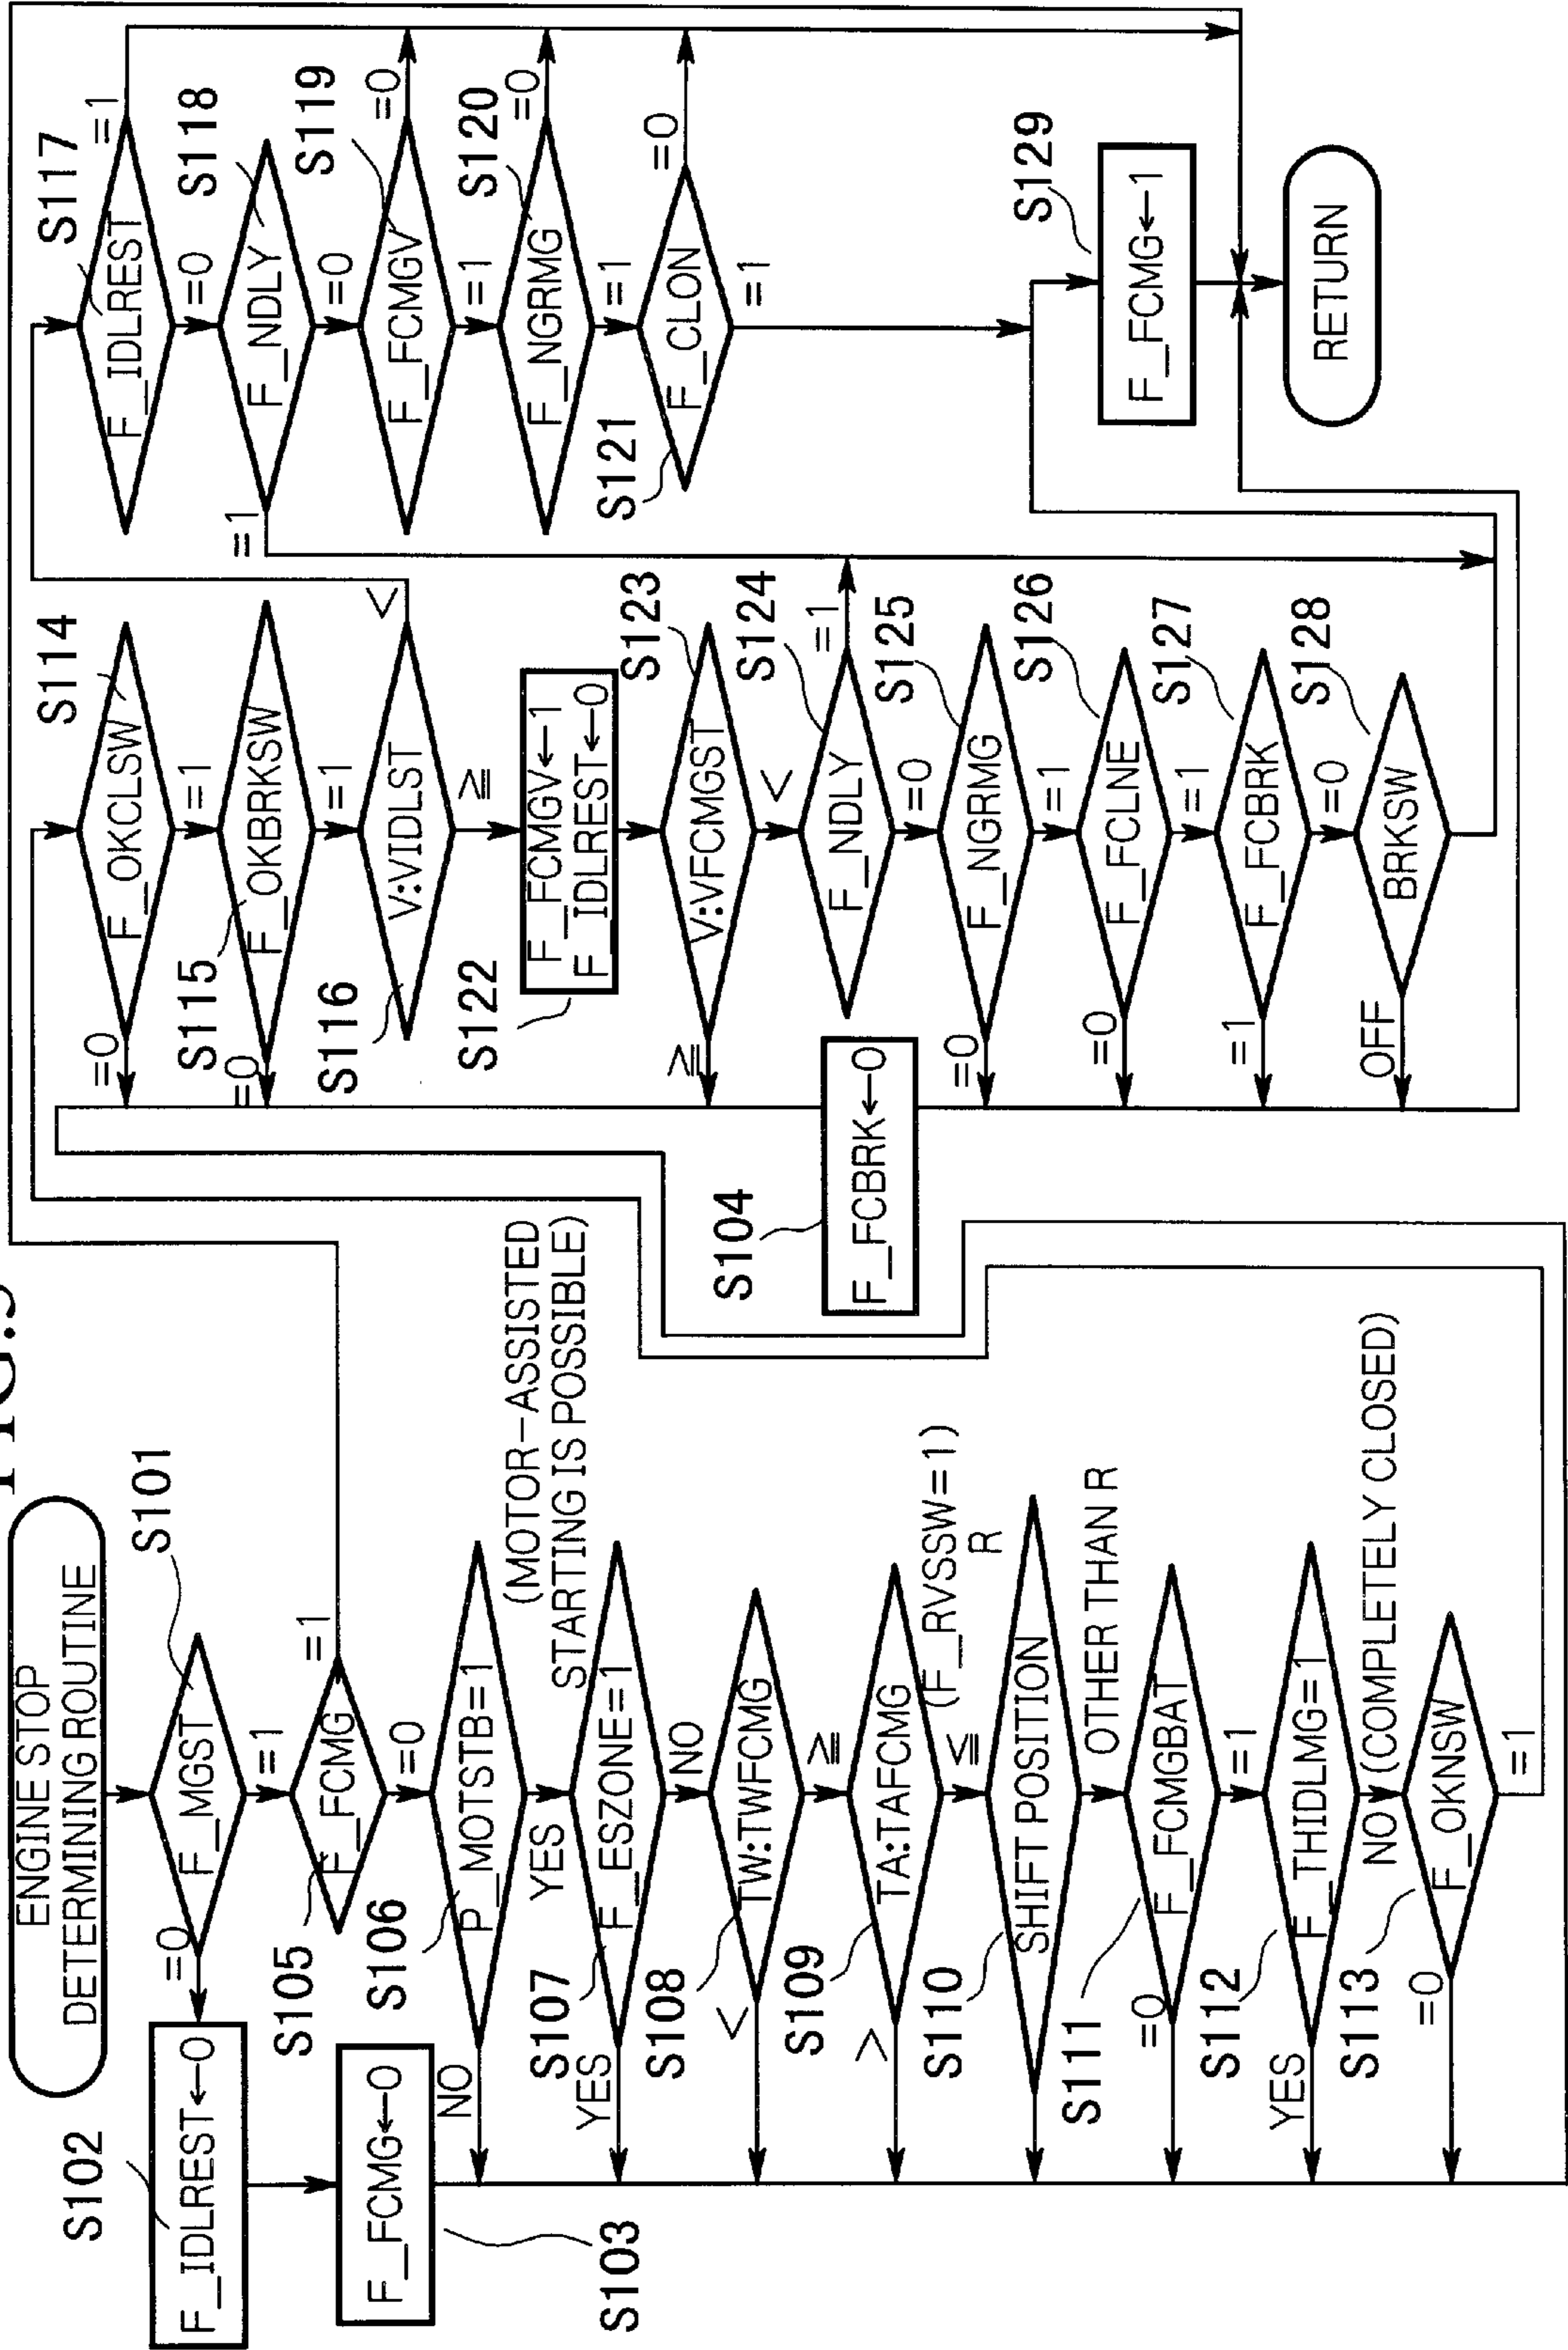 FIG.5
ENGINE STOP
DETERMINING ROUTINE
S101
F_MGST
=0
=1
S102
F_IDLREST←0
S103
F_FCMG←0
S105
F_FCMG
=1
=0
S106
P_MOTSTB=1
NO
YES
(MOTOR-ASSISTED
STARTING IS POSSIBLE)
S107
F_ESZONE=1
YES
NO
S108
TW:TWFCMG
<
≧
S109
TA:TAFCMG
>
≦
(F_RVSSW=1)
R
S110
SHIFT POSITION
OTHER THAN R
S111
F_FCMGBAT
=0
=1
S112
F_THIDLMG=1
YES
NO (COMPLETELY CLOSED)
S113
F_OKNSW
=0
=1
S104
F_FCBRK←0
S114
F_OKCLSW
=0
=1
S115
F_OKBRKSW
=0
=1
S116
V:VIDLST
<
≧
S122
F_FCMGV←1
F_IDLREST←0
S123
V:VFCMGST
≧
<
S124
F_NDLY
=1
=0
S125
F_NGRMG
=0
=1
S126
F_FCLNE
=0
=1
S127
F_FCBRK
=1
=0
S128
BRKSW
OFF
S117
F_IDLREST
=1
=0
S118
F_NDLY
=1
=0
S119
F_FCMGV
=0
=1
S120
F_NGRMG
=0
=1
S121
F_CLON
=0
=1
S129
F_FCMG←1
RETURN